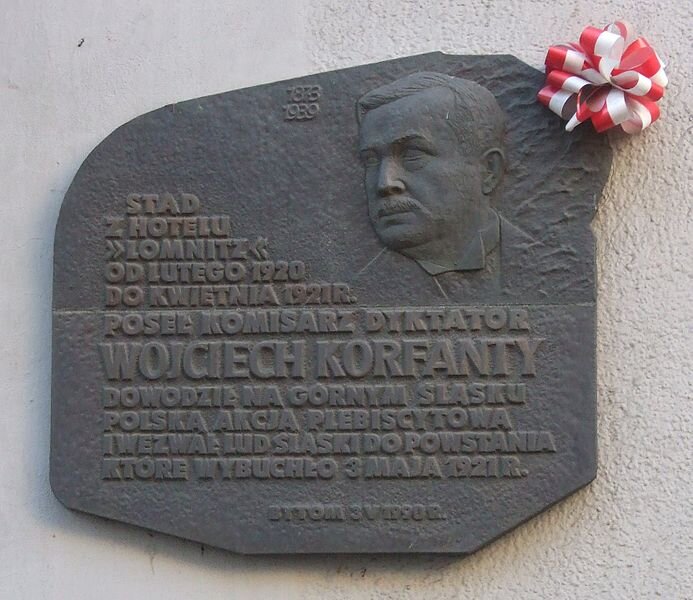 1873
1939
STĄD
Z HOTELU
»LOMNITZ«
OD LUTEGO 1920
DO KWIETNIA 1921 R.
POSEŁ KOMISARZ DYKTATOR
WOJCIECH KORFANTY
DOWODZIŁ NA GÓRNYM ŚLĄSKU
POLSKĄ AKCJĄ PLEBISCYTOWĄ
I WEZWAŁ LUD ŚLĄSKI DO POWSTANIA
KTÓRE WYBUCHŁO 3 MAJA 1921 R.
BYTOM 3 V 1998 R.